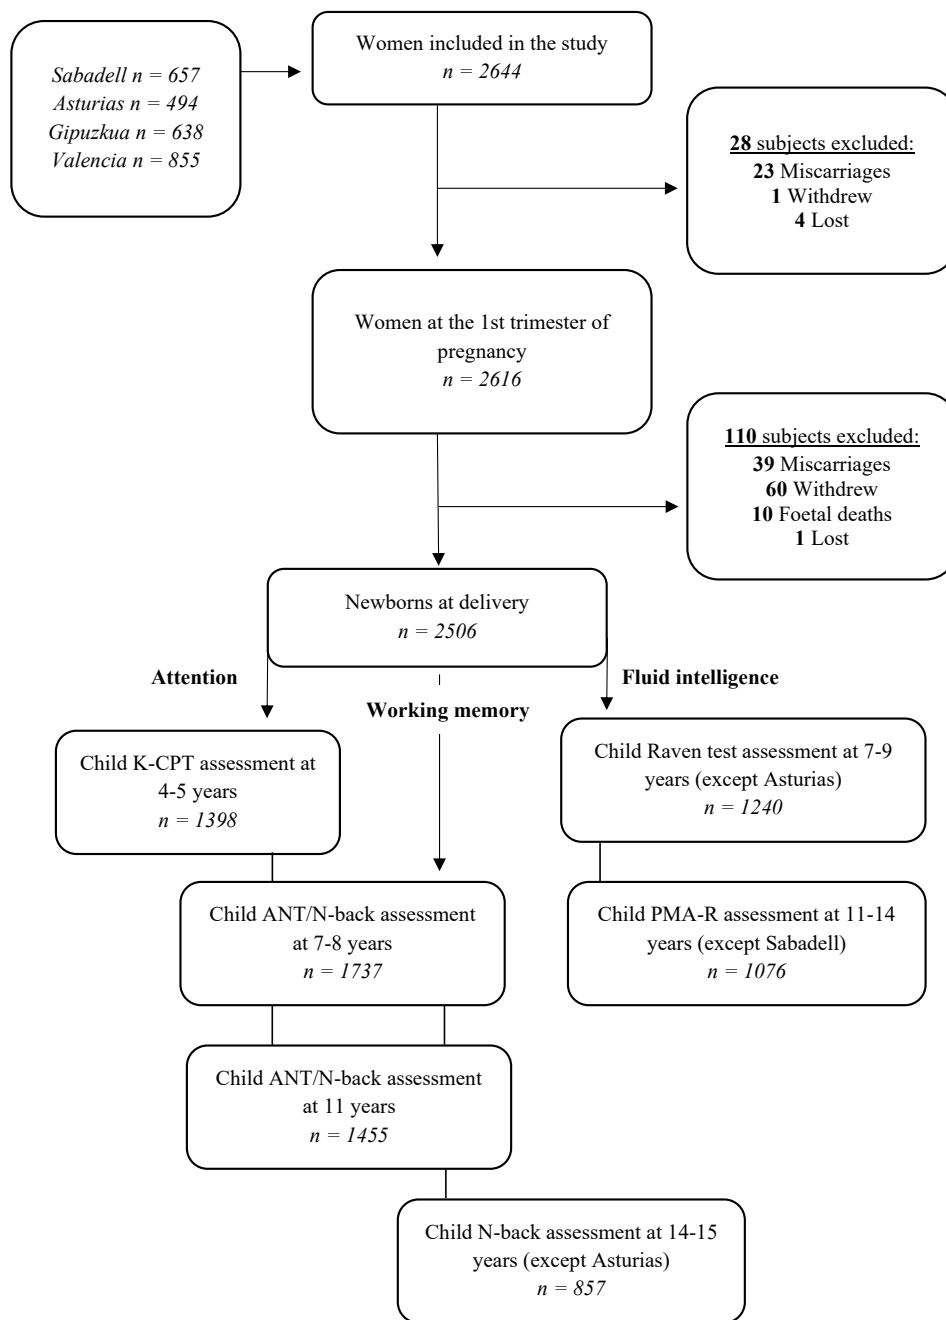 Sabadell n = 657
Asturias n = 494
Gipuzkua n = 638
Valencia n = 855
Women included in the study
n = 2644
28 subjects excluded:
23 Miscarriages
1 Withdrew
4 Lost
Women at the 1st trimester of
pregnancy
n = 2616
110 subjects excluded:
39 Miscarriages
60 Withdrew
10 Foetal deaths
1 Lost
Newborns at delivery
n = 2506
Attention
Working memory
Fluid intelligence
Child K-CPT assessment at
4-5 years
n = 1398
Child Raven test assessment at 7-9
years (except Asturias)
n = 1240
Child ANT/N-back assessment
at 7-8 years
n = 1737
Child PMA-R assessment at 11-14
years (except Sabadell)
n = 1076
Child ANT/N-back assessment
at 11 years
n = 1455
Child N-back assessment at 14-15
years (except Asturias)
n = 857